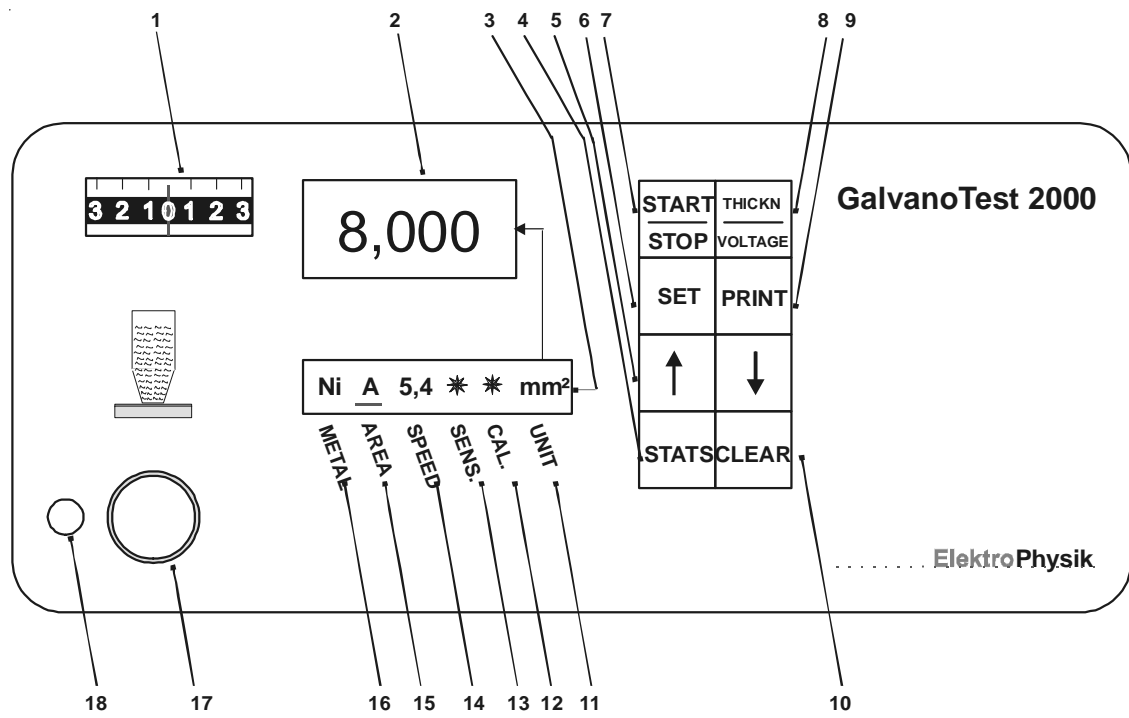 1 2 3 4 5 6 7 8 9
GalvanoTest 2000
3 2 1 0 1 2 3
8,000
START THICKN
STOP VOLTAGE
SET PRINT
↑ ↓
STATS CLEAR
Ni A 5,4 ✷ ✷ mm²
METAL AREA SPEED SENS. CAL. UNIT
ElektroPhysik
18 17 16 15 14 13 12 11 10